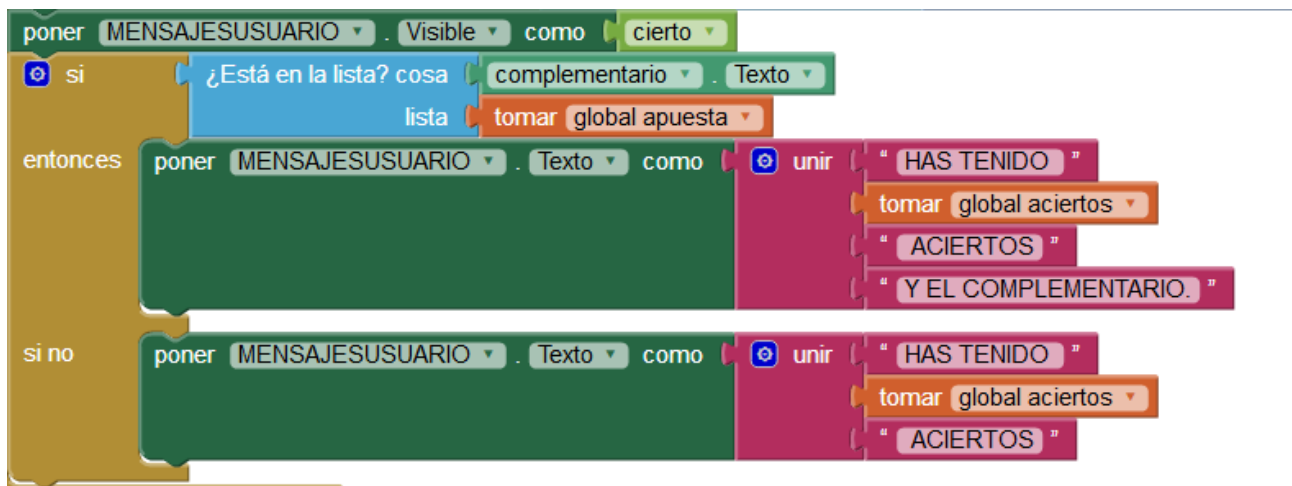 poner MENSAJESUSUARIO . Visible como cierto
si ¿Está en la lista? cosa complementario . Texto
lista tomar global apuesta
entonces poner MENSAJESUSUARIO . Texto como unir " HAS TENIDO "
tomar global aciertos
" ACIERTOS "
" Y EL COMPLEMENTARIO. "
si no poner MENSAJESUSUARIO . Texto como unir " HAS TENIDO "
tomar global aciertos
" ACIERTOS "